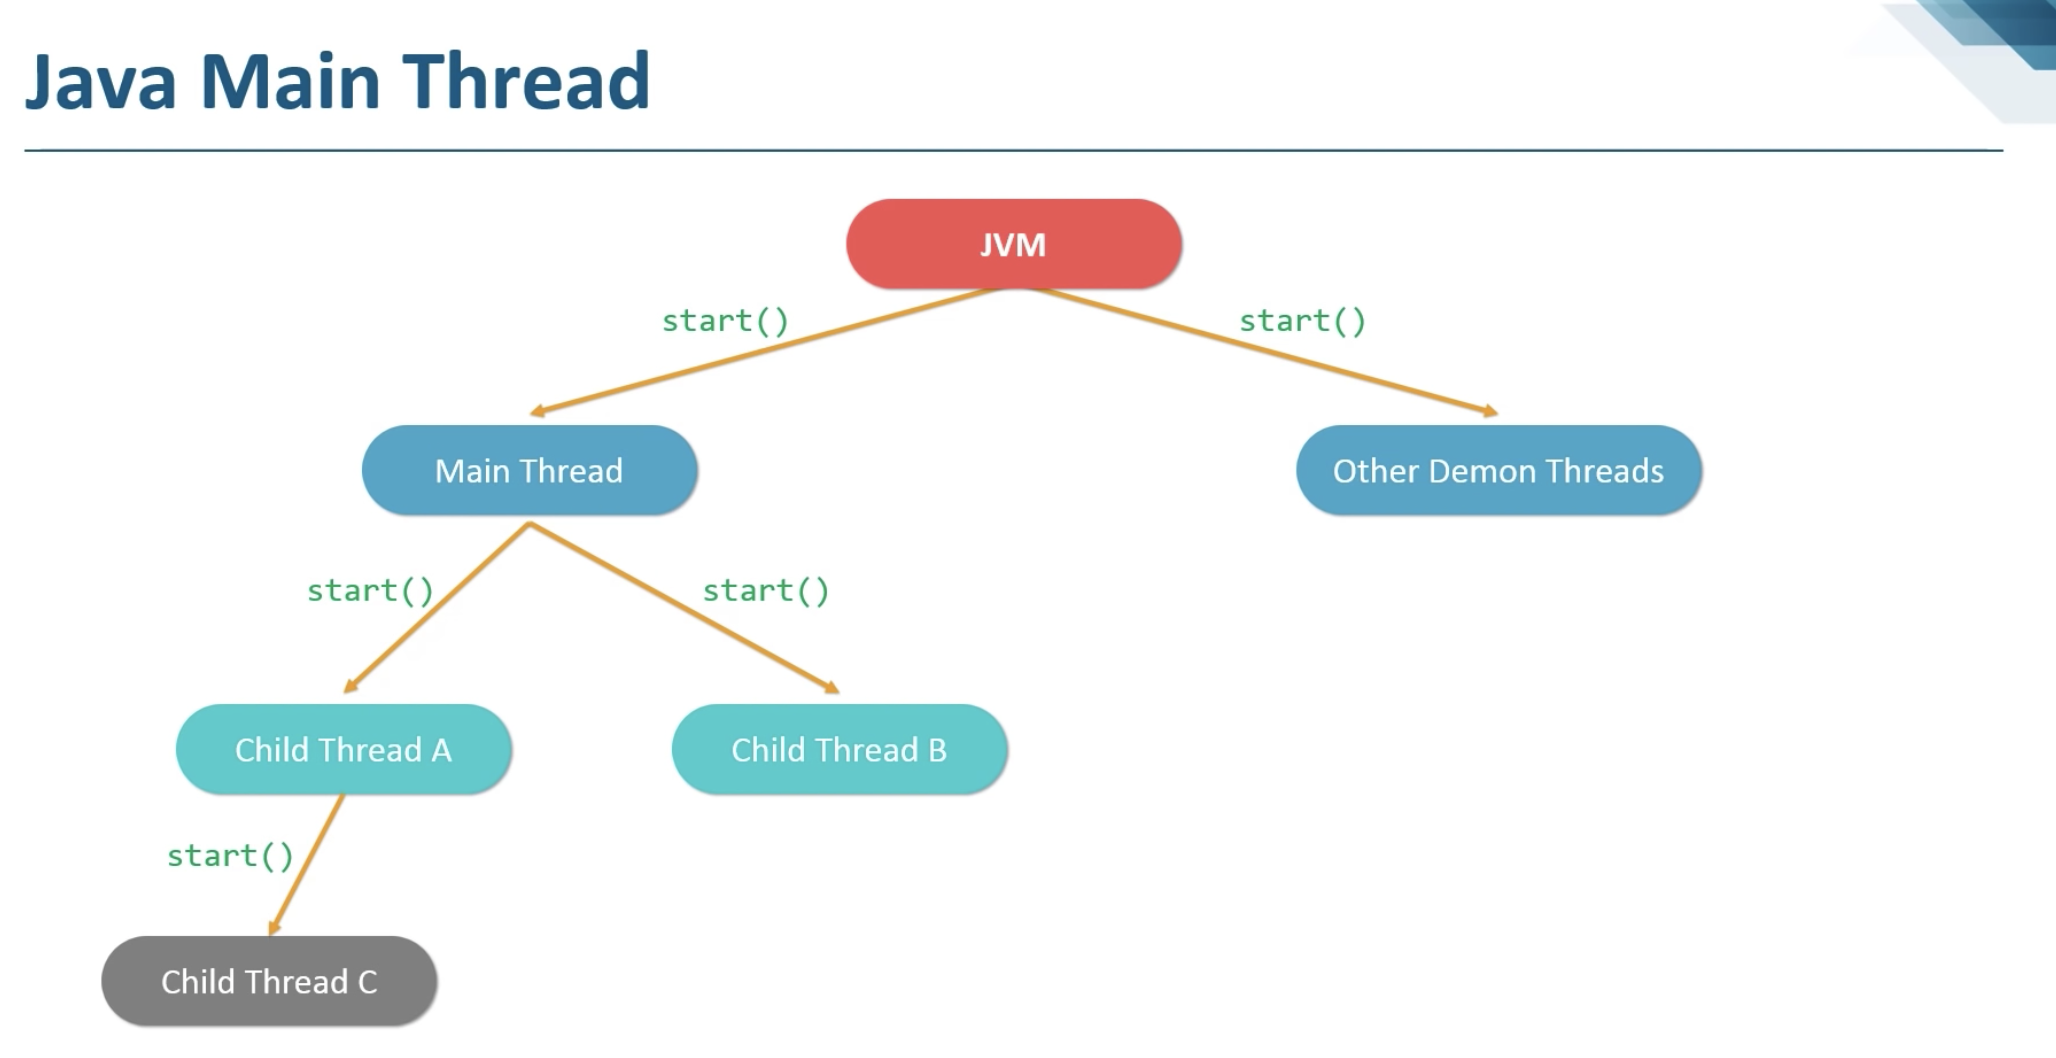 Java Main Thread
JVM
start()
start()
Main Thread
Other Demon Threads
start()
start()
Child Thread A
Child Thread B
start()
Child Thread C